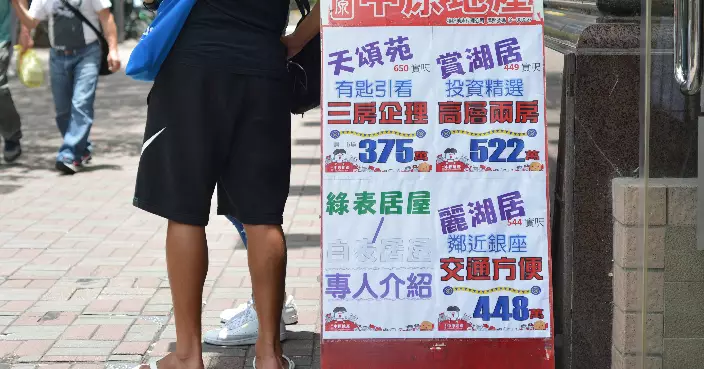 中原地產
天頌苑
650實呎
有匙引看
三房企理
375萬
賞湖居
449實呎
投資精選
高層兩房
522萬
綠表居屋
白表居屋
專人介紹
麗湖居
544實呎
鄰近銀座
交通方便
448萬